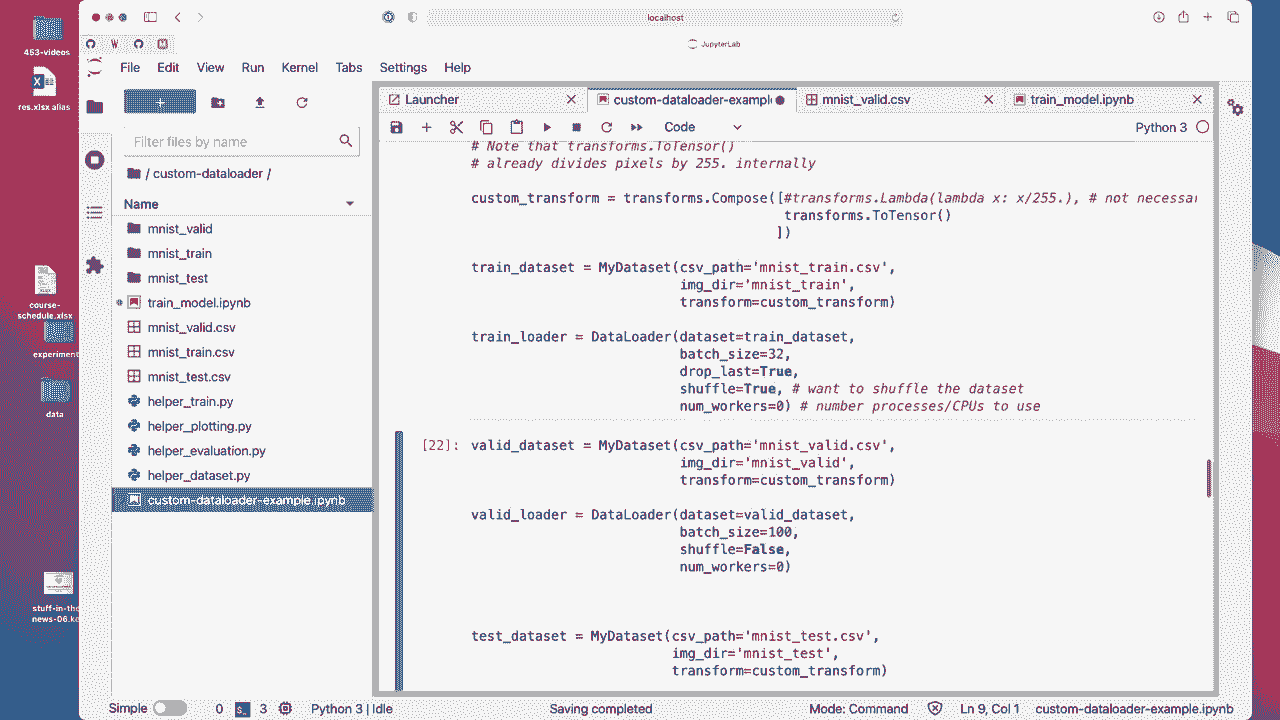 localhost
JupyterLab
File Edit View Run Kernel Tabs Settings Help
453-videos
res.xlsx alias
course-
schedule.xlsx
experiment
data
stuff-in-the
news-06.ke
Filter files by name
/ custom-dataloader /
Name
mnist_valid
mnist_train
mnist_test
train_model.ipynb
mnist_valid.csv
mnist_train.csv
mnist_test.csv
helper_train.py
helper_plotting.py
helper_evaluation.py
helper_dataset.py
custom-dataloader-example.ipynb
Launcher custom-dataloader-example mnist_valid.csv train_model.ipynb
Code Python 3
# Note that transforms.ToTensor()
# already divides pixels by 255. internally
custom_transform = transforms.Compose([#transforms.Lambda(lambda x: x/255.), # not necessar
transforms.ToTensor()
])
train_dataset = MyDataset(csv_path='mnist_train.csv',
img_dir='mnist_train',
transform=custom_transform)
train_loader = DataLoader(dataset=train_dataset,
batch_size=32,
drop_last=True,
shuffle=True, # want to shuffle the dataset
num_workers=0) # number processes/CPUs to use
[22]: valid_dataset = MyDataset(csv_path='mnist_valid.csv',
img_dir='mnist_valid',
transform=custom_transform)
valid_loader = DataLoader(dataset=valid_dataset,
batch_size=100,
shuffle=False,
num_workers=0)
test_dataset = MyDataset(csv_path='mnist_test.csv',
img_dir='mnist_test',
transform=custom_transform)
Simple 0 $_ 3 Python 3 | Idle Saving completed Mode: Command Ln 9, Col 1 custom-dataloader-example.ipynb